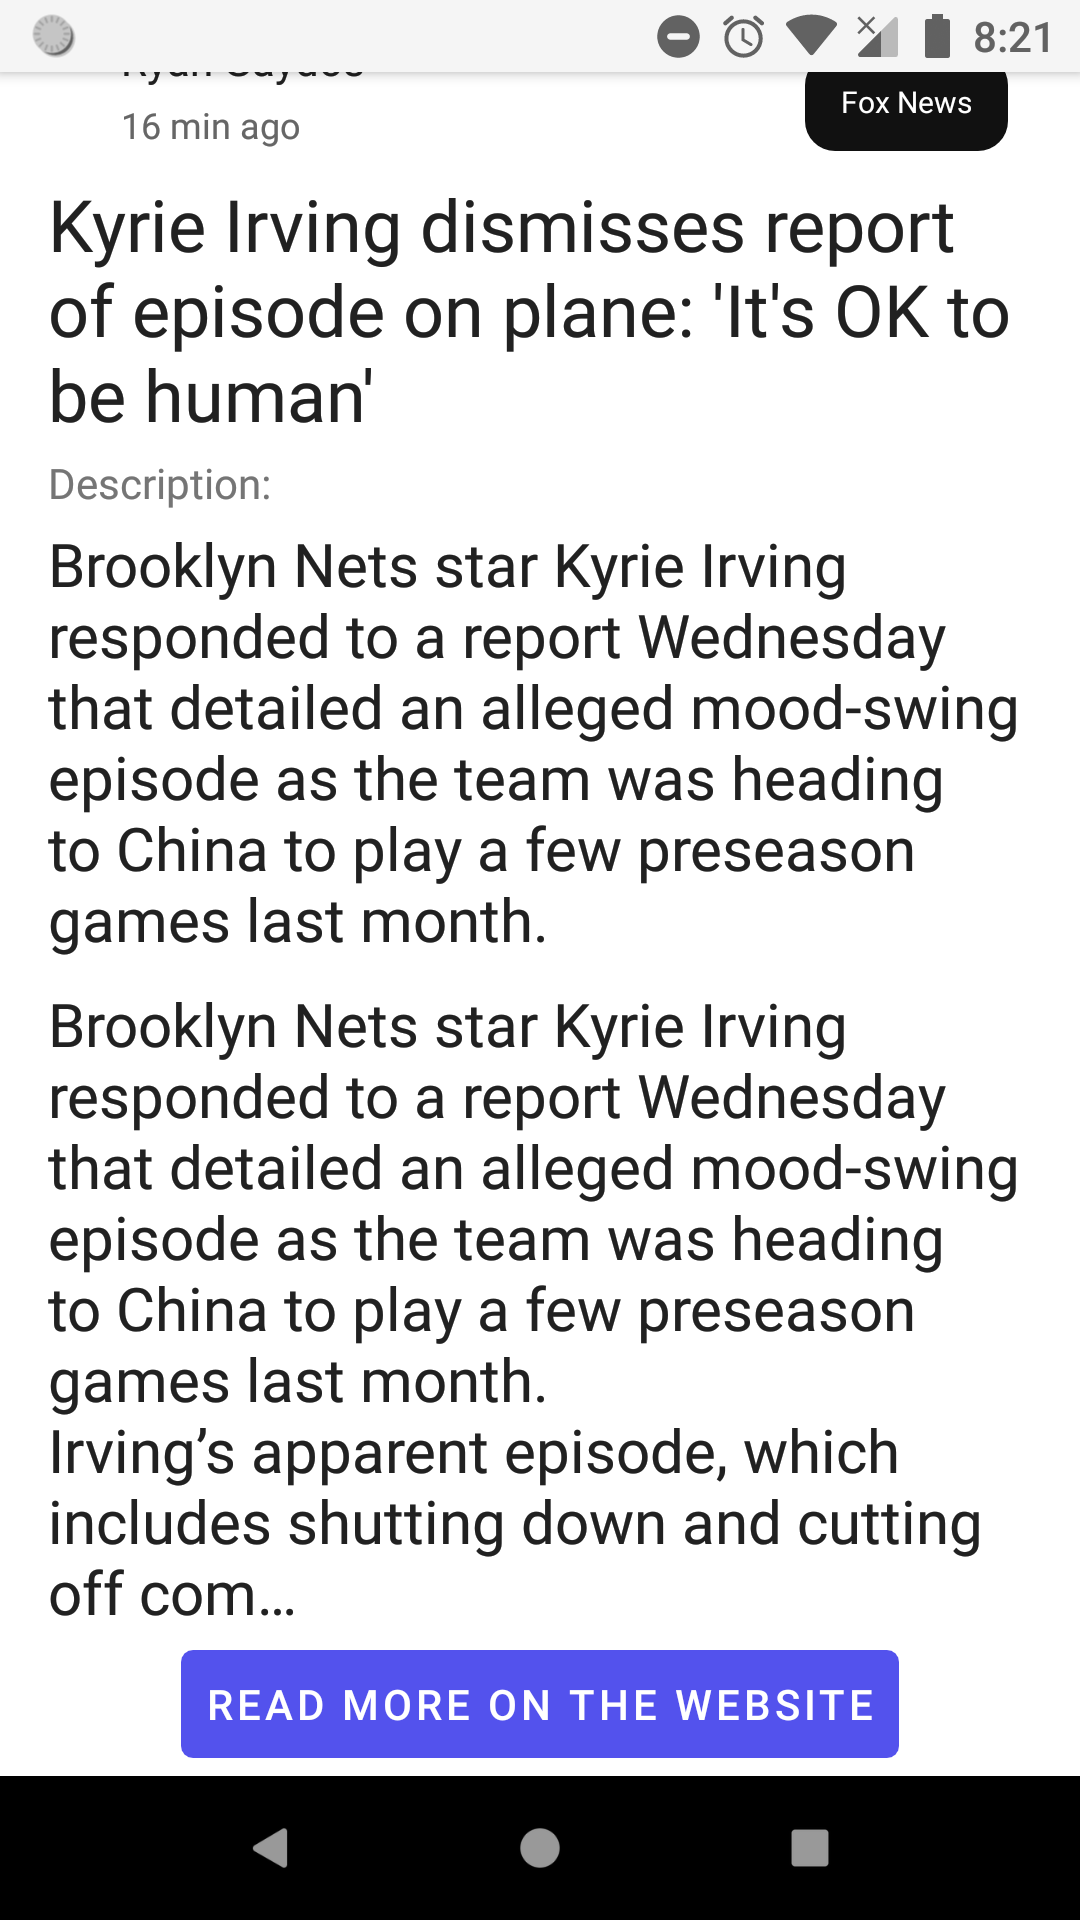 8:21
16 min ago
Fox News
Kyrie Irving dismisses report
of episode on plane: 'It's OK to
be human'
Description:
Brooklyn Nets star Kyrie Irving
responded to a report Wednesday
that detailed an alleged mood-swing
episode as the team was heading
to China to play a few preseason
games last month.
Brooklyn Nets star Kyrie Irving
responded to a report Wednesday
that detailed an alleged mood-swing
episode as the team was heading
to China to play a few preseason
games last month.
Irving’s apparent episode, which
includes shutting down and cutting
off com…
READ MORE ON THE WEBSITE